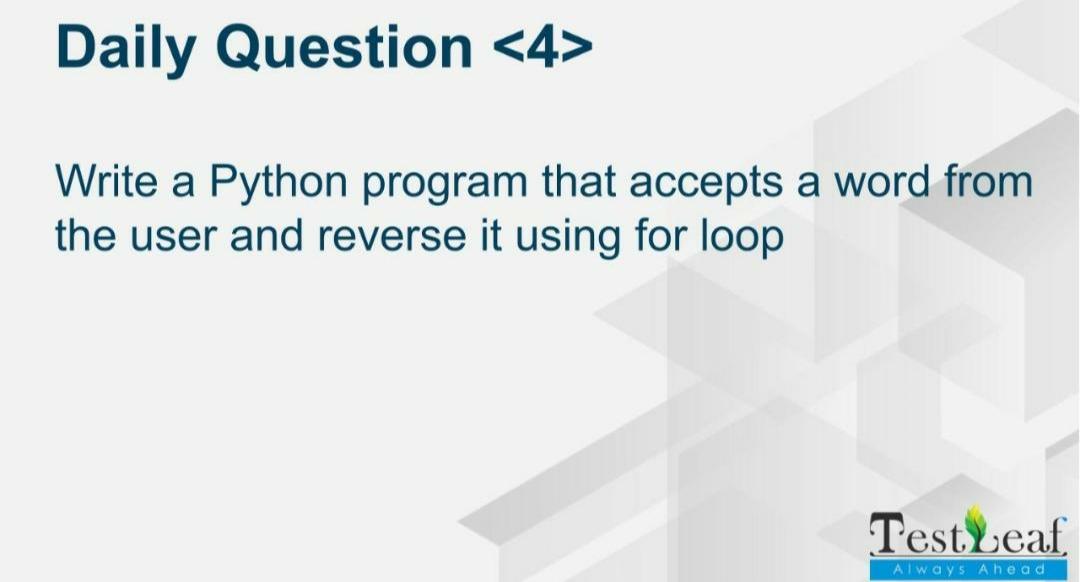 Daily Question <4>
Write a Python program that accepts a word from
the user and reverse it using for loop
TestLeaf
Always Ahead